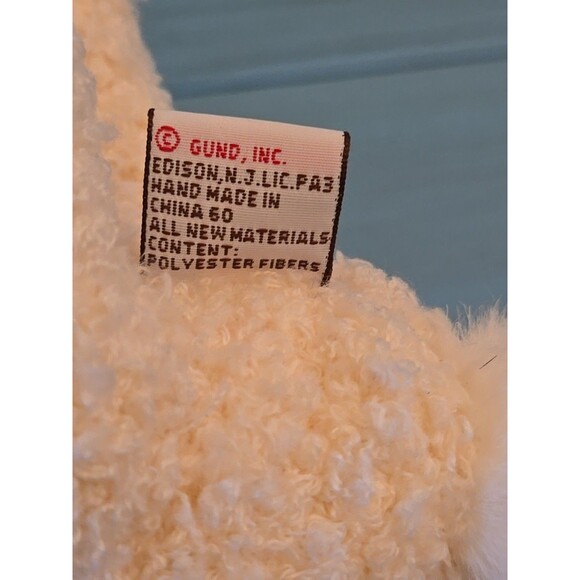 © GUND, INC.
EDISON,N.J.LIC.PA3
HAND MADE IN
CHINA 60
ALL NEW MATERIALS
CONTENT:
POLYESTER FIBERS